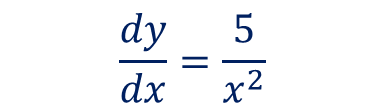 dy/dx = 5/x²